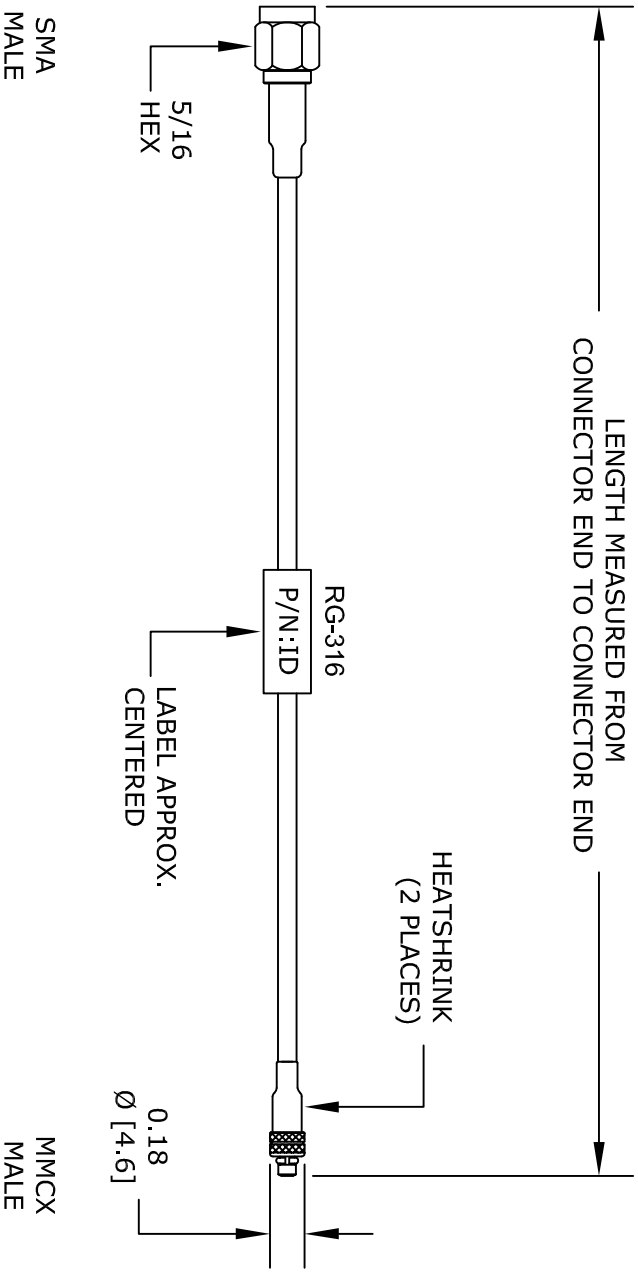 LENGTH MEASURED FROM
CONNECTOR END TO CONNECTOR END
HEATSHRINK
(2 PLACES)
RG-316
P/N:ID
5/16
HEX
LABEL APPROX.
CENTERED
0.18
Ø [4.6]
SMA
MALE
MMCX
MALE